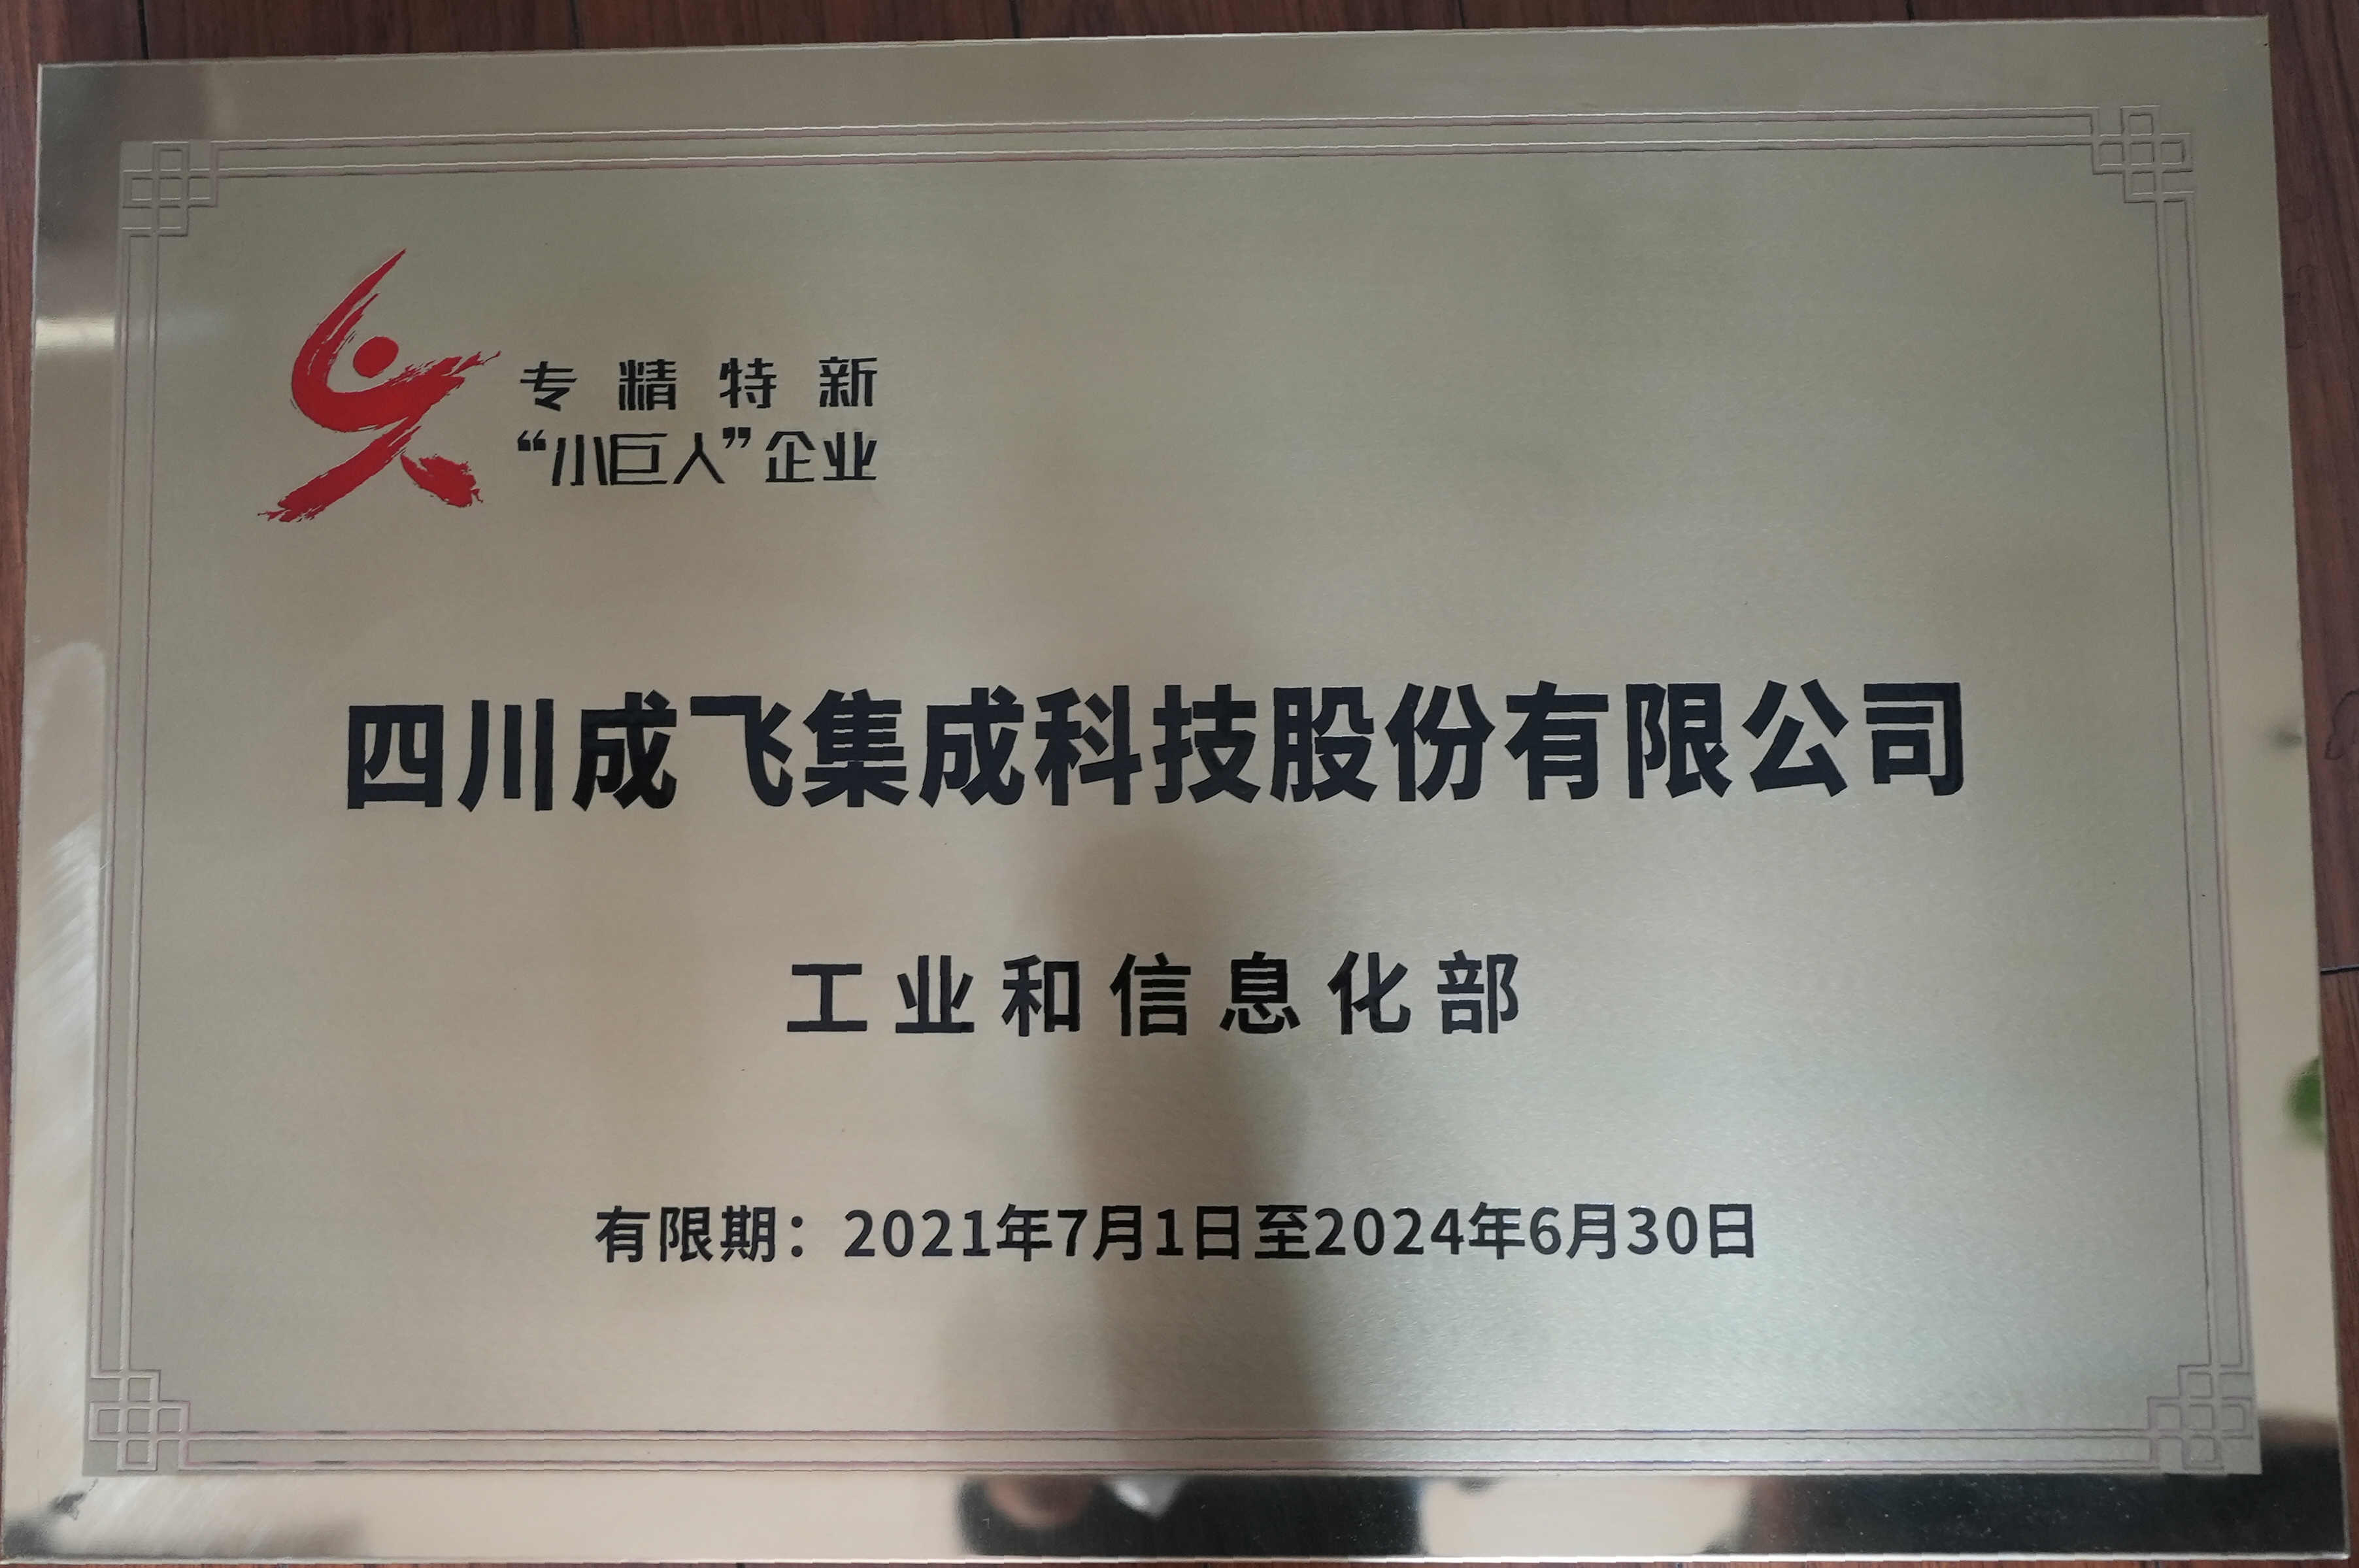 专精特新
“小巨人”企业
四川成飞集成科技股份有限公司
工业和信息化部
有限期：2021年7月1日至2024年6月30日